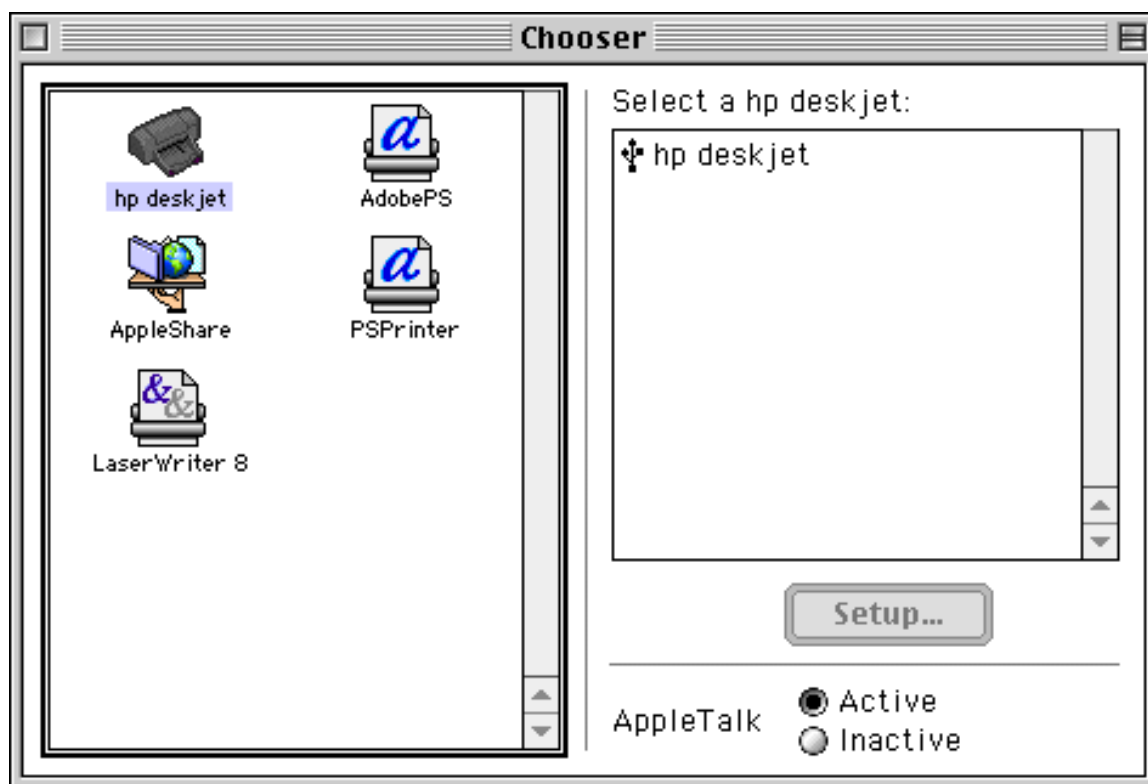 Chooser
hp deskjet
AdobePS
AppleShare
PSPrinter
LaserWriter 8
Select a hp deskjet:
hp deskjet
Setup...
AppleTalk
Active
Inactive